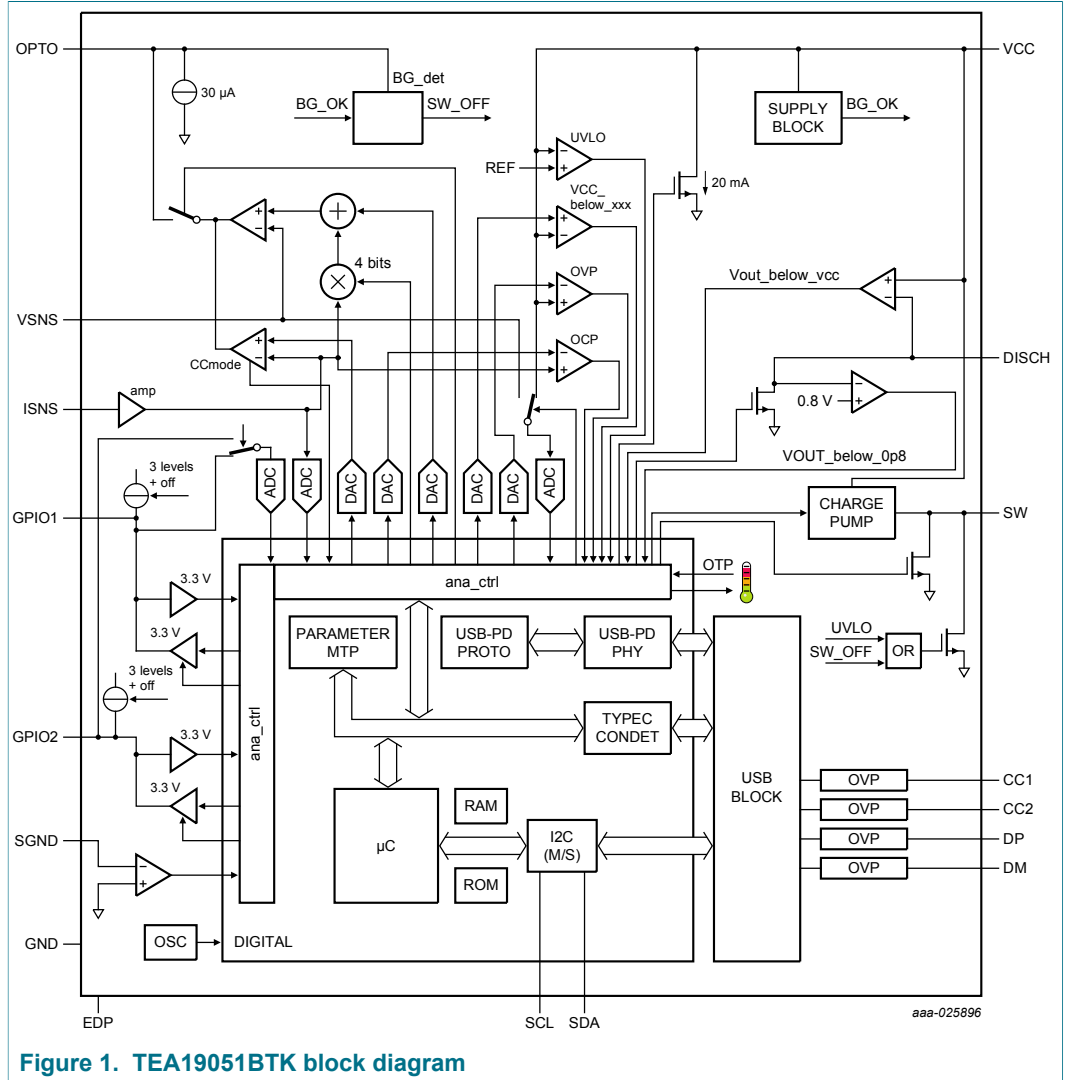 OPTO
VCC
30 µA
BG_det
BG_OK
SW_OFF
SUPPLY
BLOCK
BG_OK
UVLO
–
+
REF
20 mA
VCC_
below_xxx
+
–
+
–
+
4 bits
×
OVP
–
+
Vout_below_vcc
+
–
VSNS
OCP
–
+
+
–
CCmode
DISCH
ISNS
amp
–
+
0.8 V
VOUT_below_0p8
3 levels
+ off
ADC
ADC
DAC
DAC
DAC
DAC
DAC
ADC
GPIO1
CHARGE
PUMP
SW
3.3 V
ana_ctrl
OTP
3.3 V
PARAMETER
MTP
USB-PD
PROTO
USB-PD
PHY
UVLO
SW_OFF
OR
3 levels
+ off
ana_ctrl
GPIO2
3.3 V
TYPEC
CONDET
3.3 V
USB
BLOCK
OVP
CC1
OVP
CC2
OVP
DP
OVP
DM
RAM
µC
I2C
(M/S)
ROM
SGND
–
+
GND
OSC
DIGITAL
EDP
SCL
SDA
aaa-025896
Figure 1. TEA19051BTK block diagram